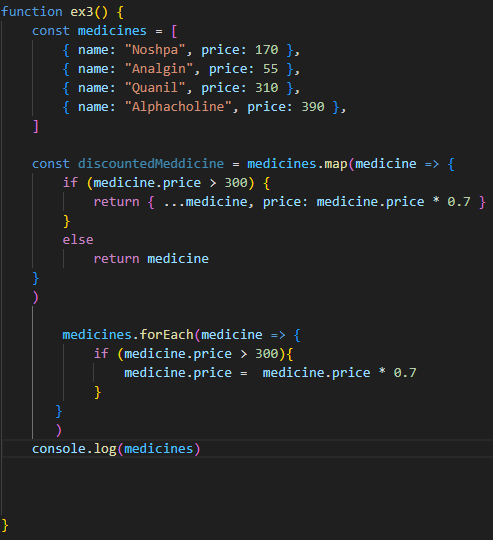 function ex3() {
    const medicines = [
        { name: "Noshpa", price: 170 },
        { name: "Analgin", price: 55 },
        { name: "Quanil", price: 310 },
        { name: "Alphacholine", price: 390 },
    ]
    const discountedMeddicine = medicines.map(medicine => {
        if (medicine.price > 300) {
            return { ...medicine, price: medicine.price * 0.7 }
        }
        else
            return medicine
    }
    )
        medicines.forEach(medicine => {
            if (medicine.price > 300){
                medicine.price =  medicine.price * 0.7
            }
       }
       )
    console.log(medicines)
}